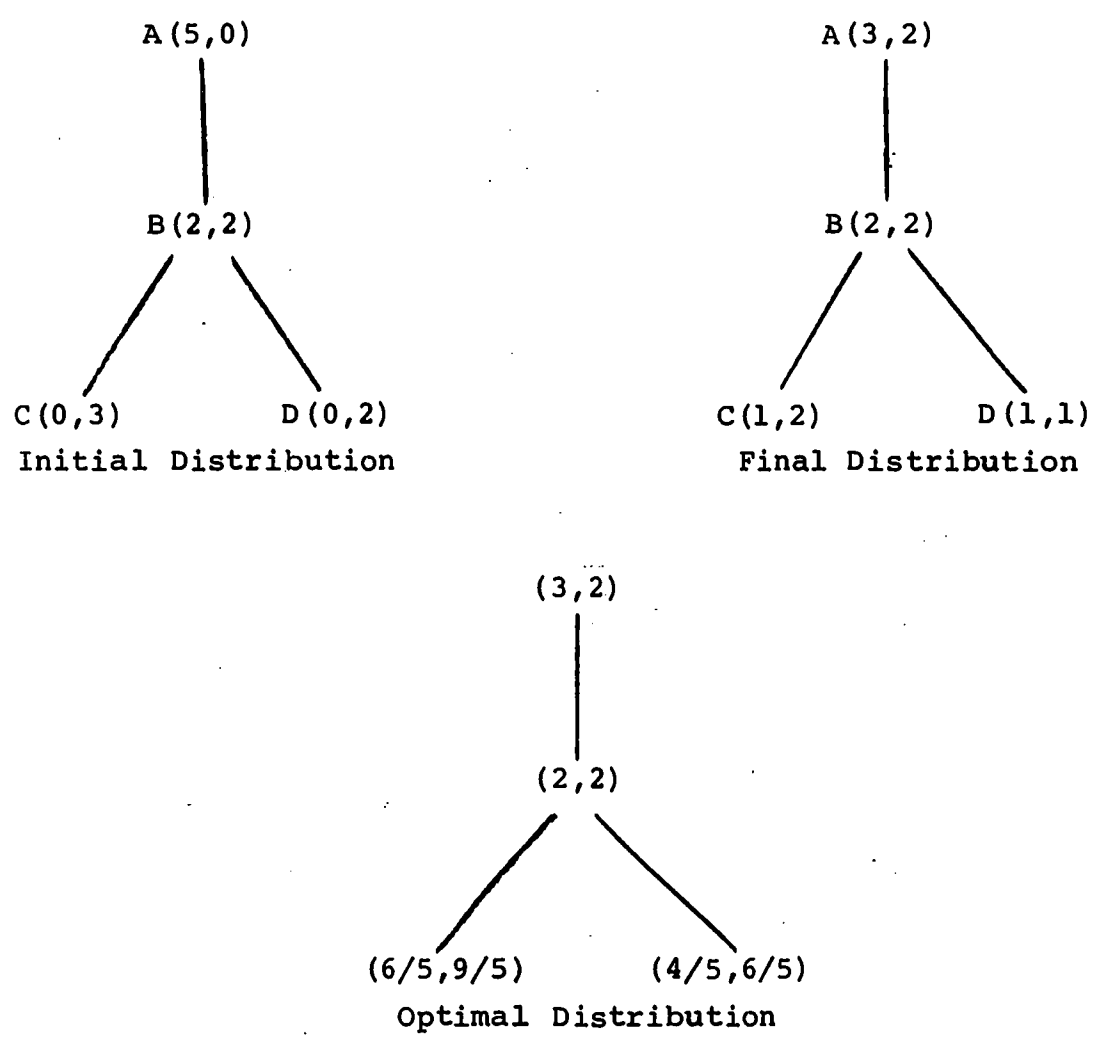 A(5,0)
B(2,2)
C(0,3) D(0,2)
Initial Distribution
A(3,2)
B(2,2)
C(1,2) D(1,1)
Final Distribution
(3,2)
(2,2)
(6/5,9/5) (4/5,6/5)
Optimal Distribution